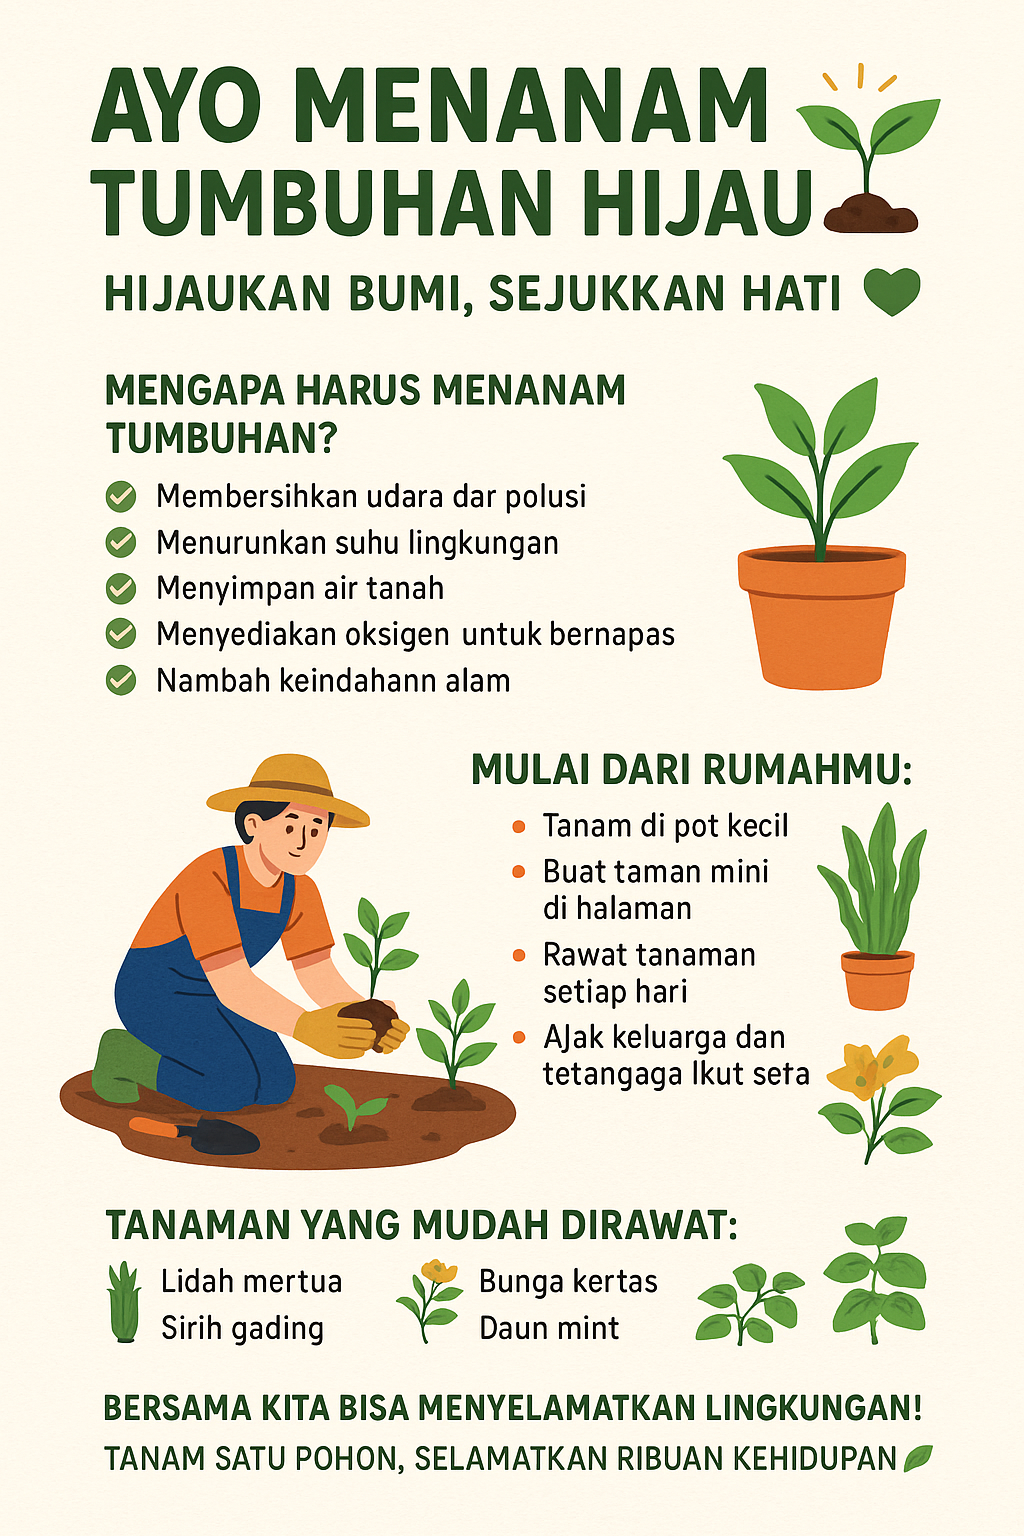 AYO MENANAM
TUMBUHAN HIJAU
HIJAUKAN BUMI, SEJUKKAN HATI
MENGAPA HARUS MENANAM
TUMBUHAN?
Membersihkan udara dar polusi
Menurunkan suhu lingkungan
Menyimpan air tanah
Menyediakan oksigen untuk bernapas
Nambah keindahann alam
MULAI DARI RUMAHMU:
• Tanam di pot kecil
• Buat taman mini
di halaman
• Rawat tanaman
setiap hari
• AJak keluarga dan
tetangaga Ikut seta
TANAMAN YANG MUDAH DIRAWAT:
Lidah mertua
Sirih gading
Bunga kertas
Daun mint
BERSAMA KITA BISA MENYELAMATKAN LINGKUNGAN!
TANAM SATU POHON, SELAMATKAN RIBUAN KEHIDUPAN